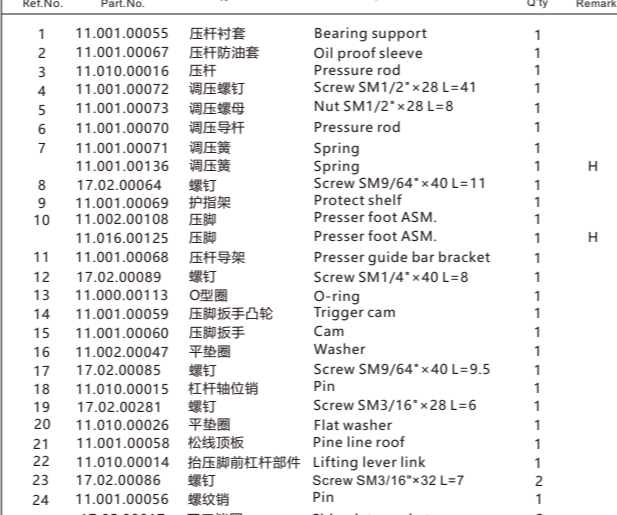 Ref.No. Part.No. Q'ty Remark
1 11.001.00055 压杆衬套 Bearing support 1
2 11.001.00067 压杆防油套 Oil proof sleeve 1
3 11.010.00016 压杆 Pressure rod 1
4 11.001.00072 调压螺钉 Screw SM1/2"×28 L=41 1
5 11.001.00073 调压螺母 Nut SM1/2"×28 L=8 1
6 11.001.00070 调压导杆 Pressure rod 1
7 11.001.00071 调压簧 Spring 1
11.001.00136 调压簧 Spring 1 H
8 17.02.00064 螺钉 Screw SM9/64"×40 L=11 1
9 11.001.00069 护指架 Protect shelf 1
10 11.002.00108 压脚 Presser foot ASM. 1
11.016.00125 压脚 Presser foot ASM. 1 H
11 11.001.00068 压杆导架 Presser guide bar bracket 1
12 17.02.00089 螺钉 Screw SM1/4"×40 L=8 1
13 11.000.00113 O型圈 O-ring 1
14 11.001.00059 压脚扳手凸轮 Trigger cam 1
15 11.001.00060 压脚扳手 Cam 1
16 11.002.00047 平垫圈 Washer 1
17 17.02.00085 螺钉 Screw SM9/64"×40 L=9.5 1
18 11.010.00015 杠杆轴位销 Pin 1
19 17.02.00281 螺钉 Screw SM3/16"×28 L=6 1
20 11.010.00026 平垫圈 Flat washer 1
21 11.001.00058 松线顶板 Pine line roof 1
22 11.010.00014 抬压脚前杠杆部件 Lifting lever link 1
23 17.02.00086 螺钉 Screw SM3/16"×32 L=7 2
24 11.001.00056 螺纹销 Pin 1